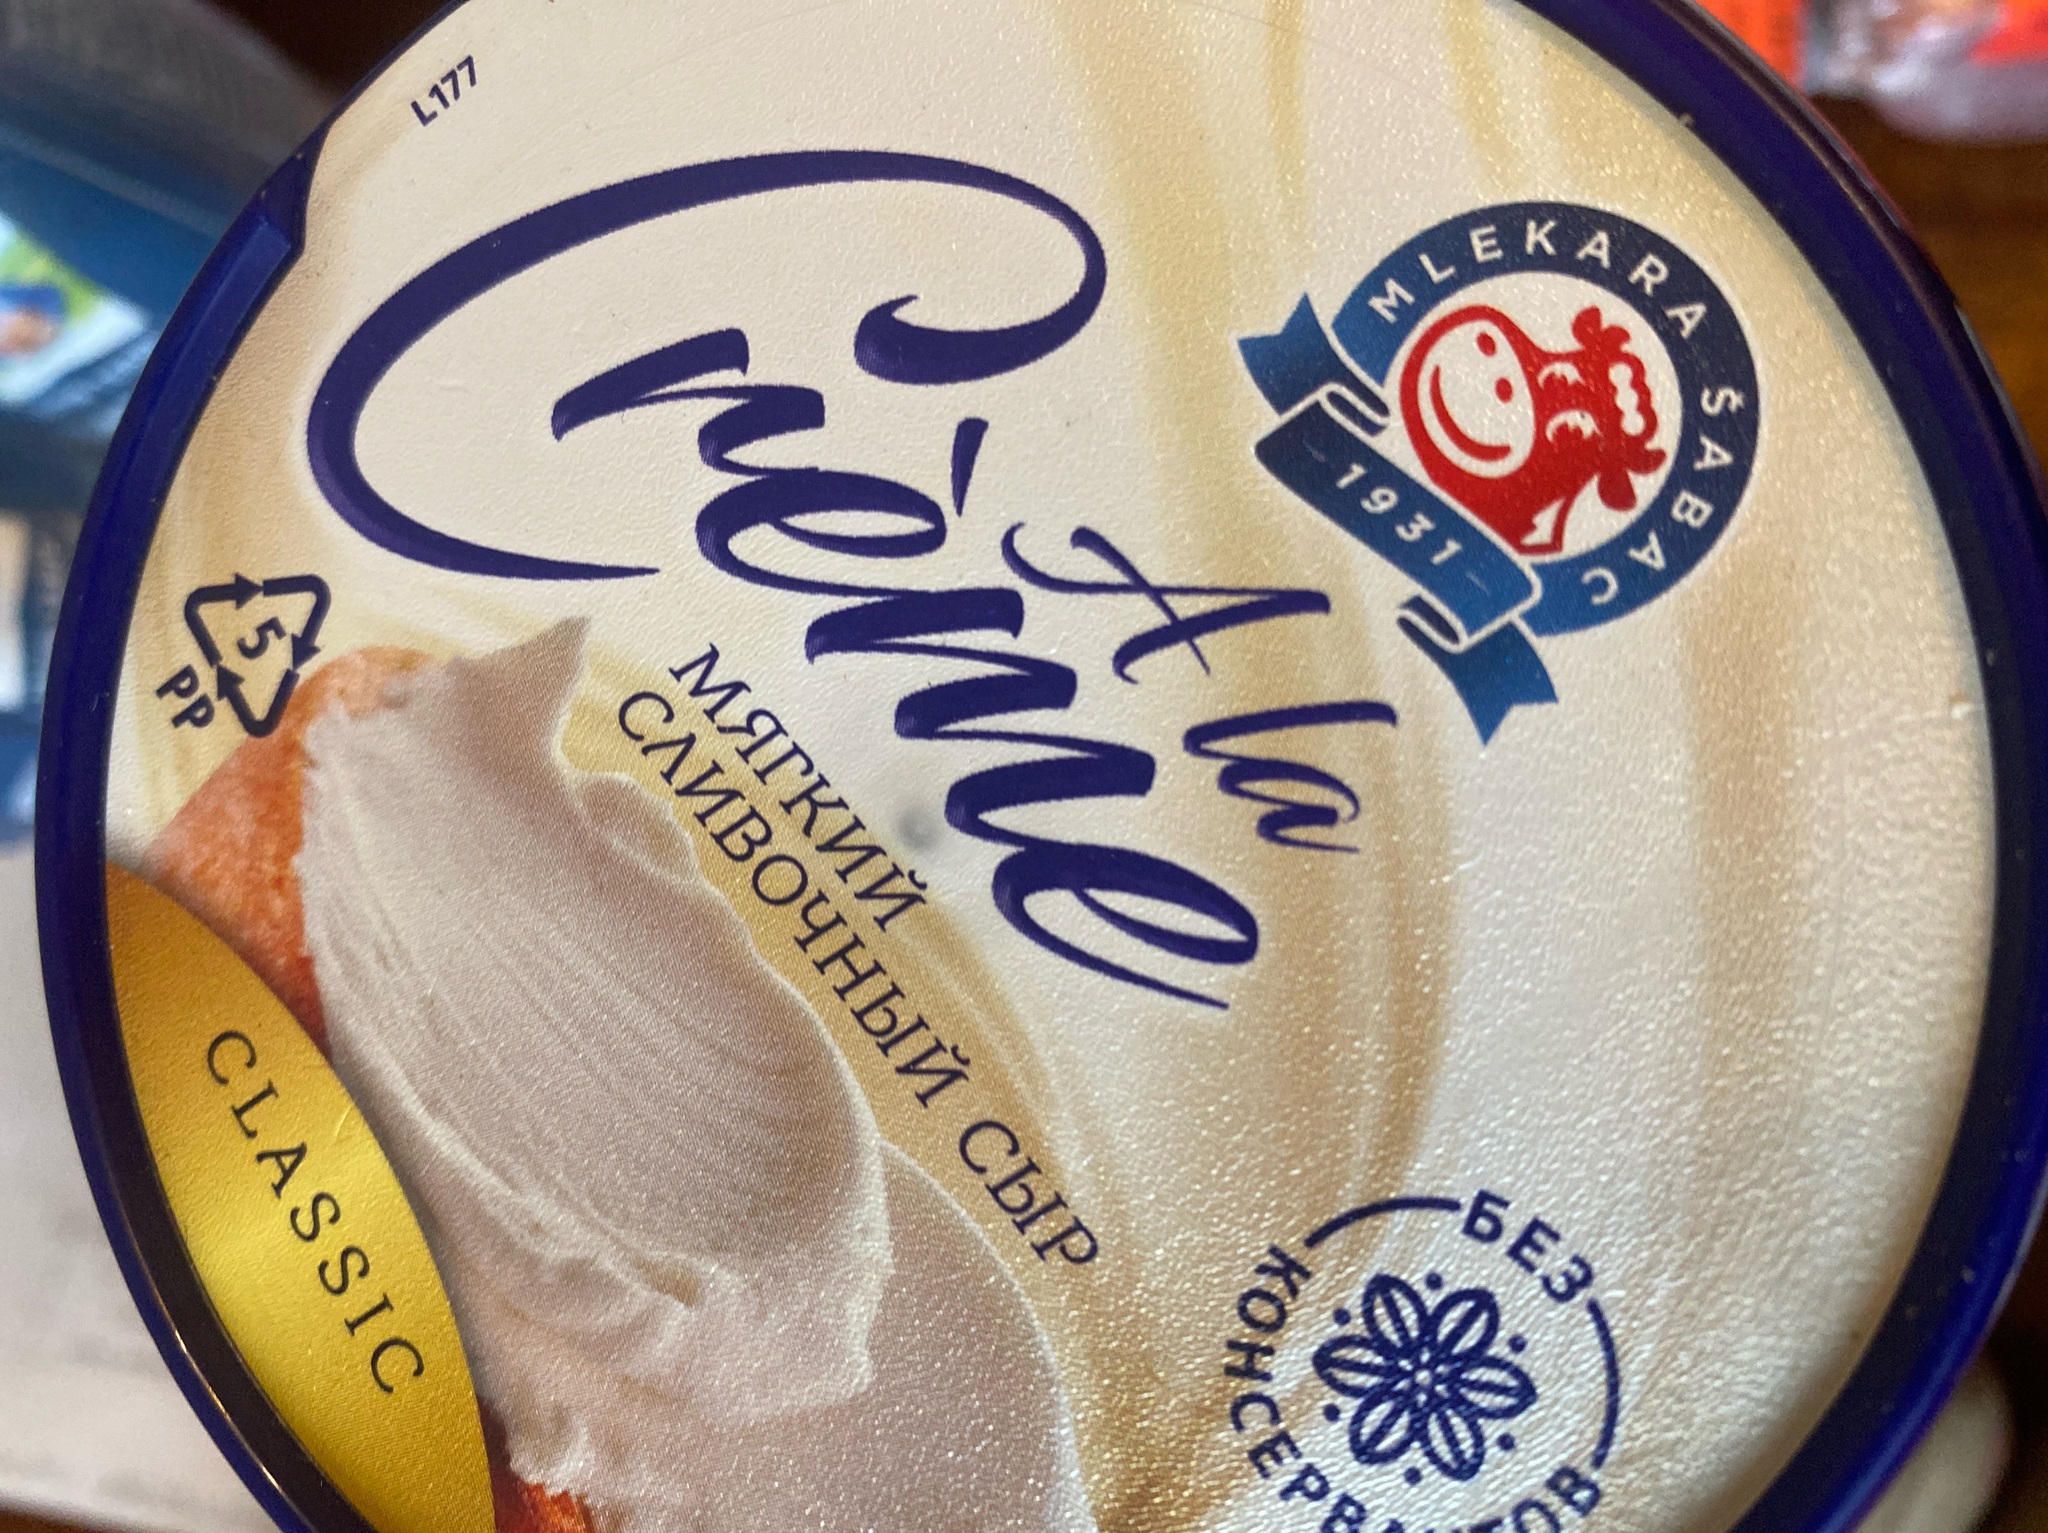 L177
MLEKARA ŠABAC
1931
A la
Crème
МЯГКИЙ
СЛИВОЧНЫЙ СЫР
5
PP
CLASSIC
БЕЗ
КОНСЕРВАНТОВ